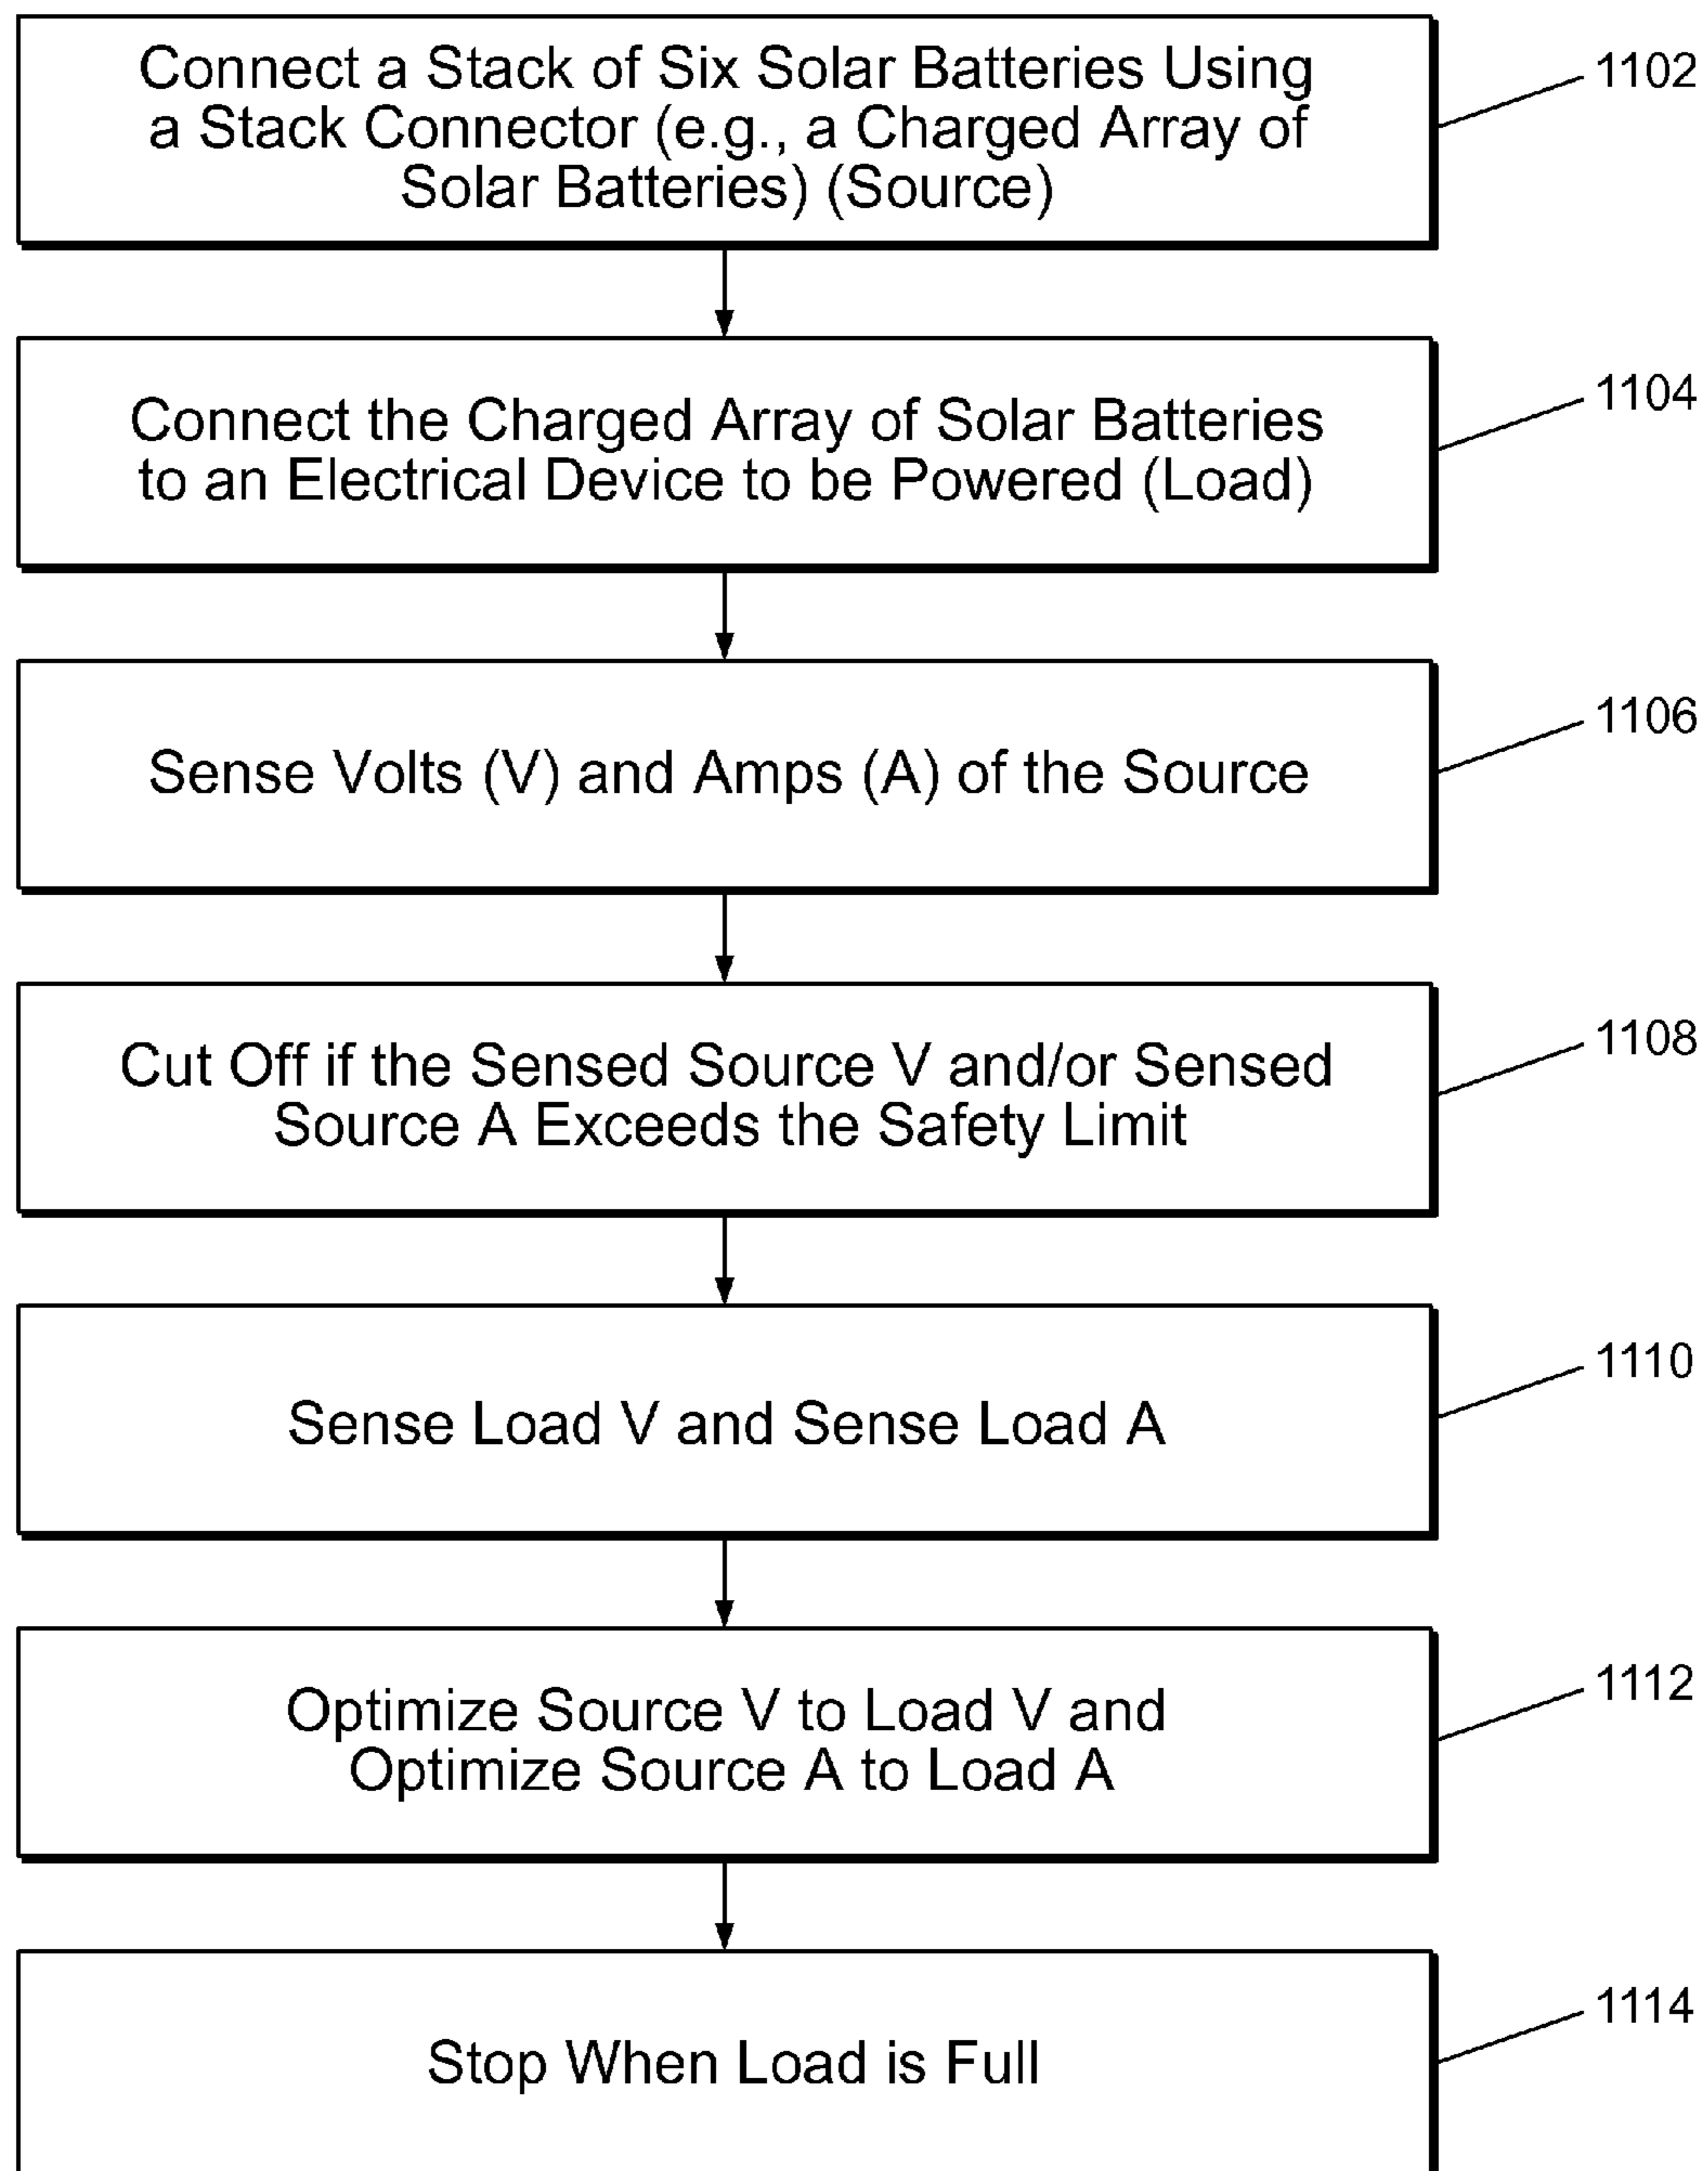 Connect a Stack of Six Solar Batteries Using
a Stack Connector (e.g., a Charged Array of
Solar Batteries) (Source)
1102
Connect the Charged Array of Solar Batteries
to an Electrical Device to be Powered (Load)
1104
Sense Volts (V) and Amps (A) of the Source
1106
Cut Off if the Sensed Source V and/or Sensed
Source A Exceeds the Safety Limit
1108
Sense Load V and Sense Load A
1110
Optimize Source V to Load V and
Optimize Source A to Load A
1112
Stop When Load is Full
1114